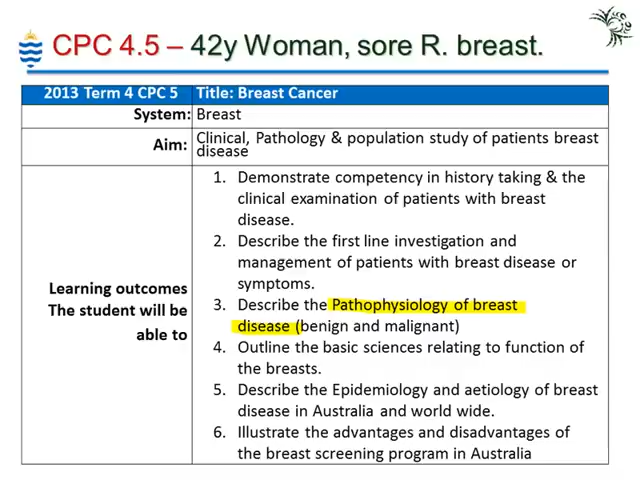 CPC 4.5 – 42y Woman, sore R. breast.
2013 Term 4 CPC 5 Title: Breast Cancer
System: Breast
Aim: Clinical, Pathology & population study of patients breast
disease
Learning outcomes
The student will be
able to
1. Demonstrate competency in history taking & the
clinical examination of patients with breast
disease.
2. Describe the first line investigation and
management of patients with breast disease or
symptoms.
3. Describe the Pathophysiology of breast
disease (benign and malignant)
4. Outline the basic sciences relating to function of
the breasts.
5. Describe the Epidemiology and aetiology of breast
disease in Australia and world wide.
6. Illustrate the advantages and disadvantages of
the breast screening program in Australia